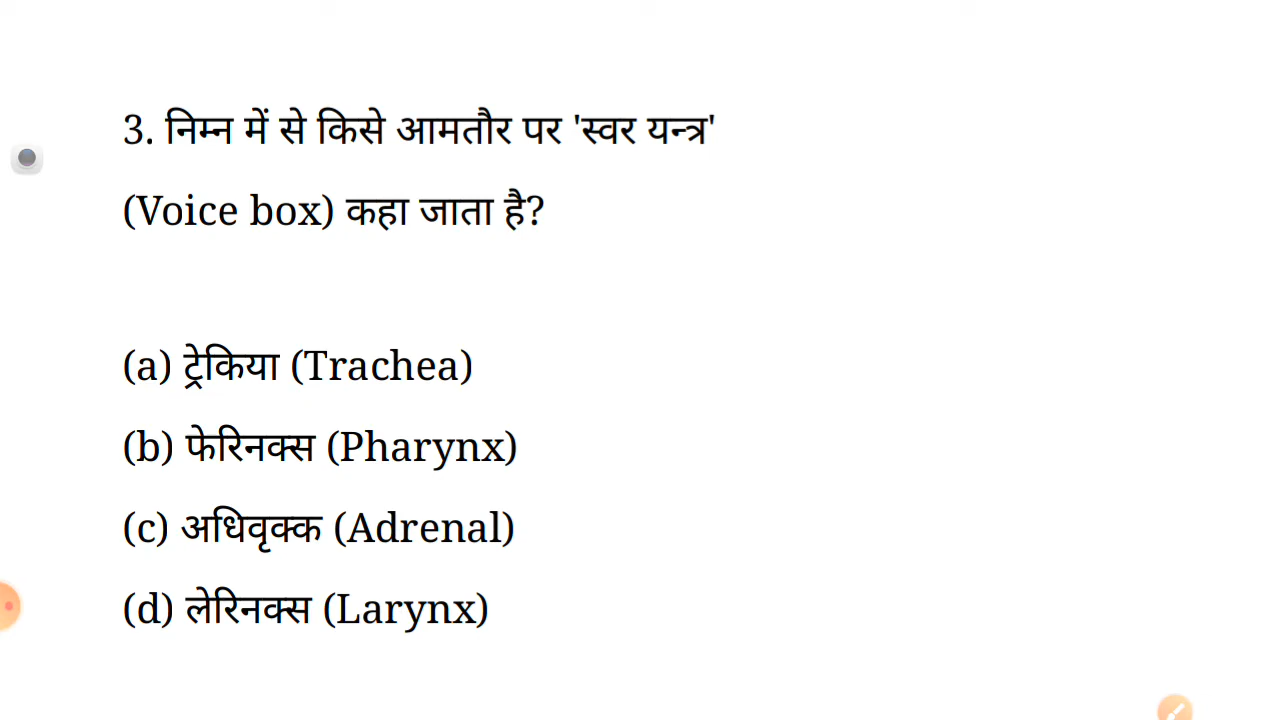 3. निम्न में से किसे आमतौर पर 'स्वर यन्त्र'
(Voice box) कहा जाता है?
(a) ट्रेकिया (Trachea)
(b) फेरिनक्स (Pharynx)
(c) अधिवृक्क (Adrenal)
(d) लेरिनक्स (Larynx)